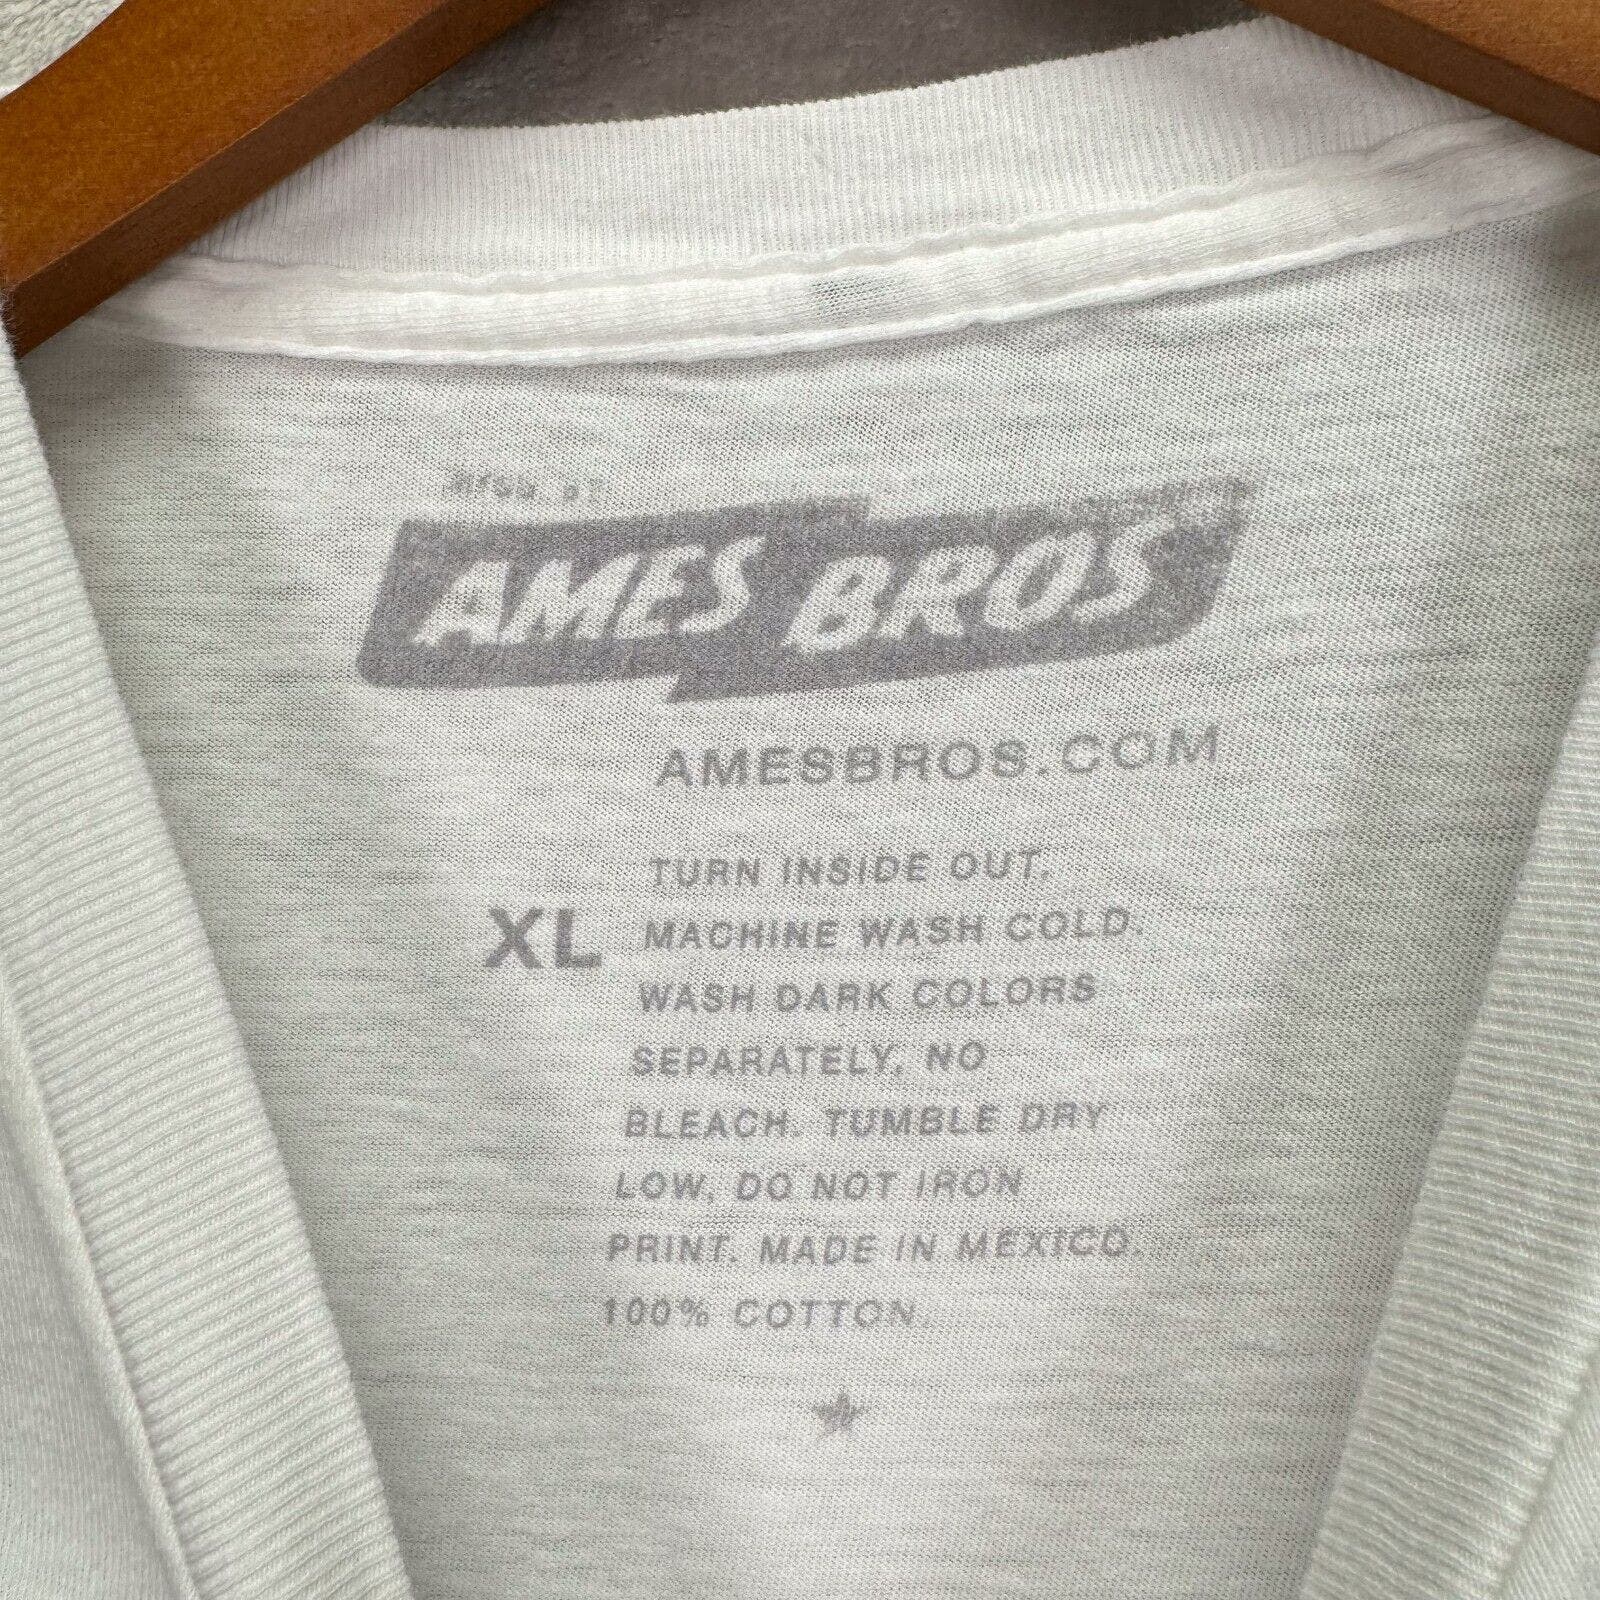 AMES BROS
AMESBROS.COM
XL
TURN INSIDE OUT.
MACHINE WASH COLD.
WASH DARK COLORS
SEPARATELY. NO
BLEACH. TUMBLE DRY
LOW, DO NOT IRON
PRINT. MADE IN MEXICO.
100% COTTON.